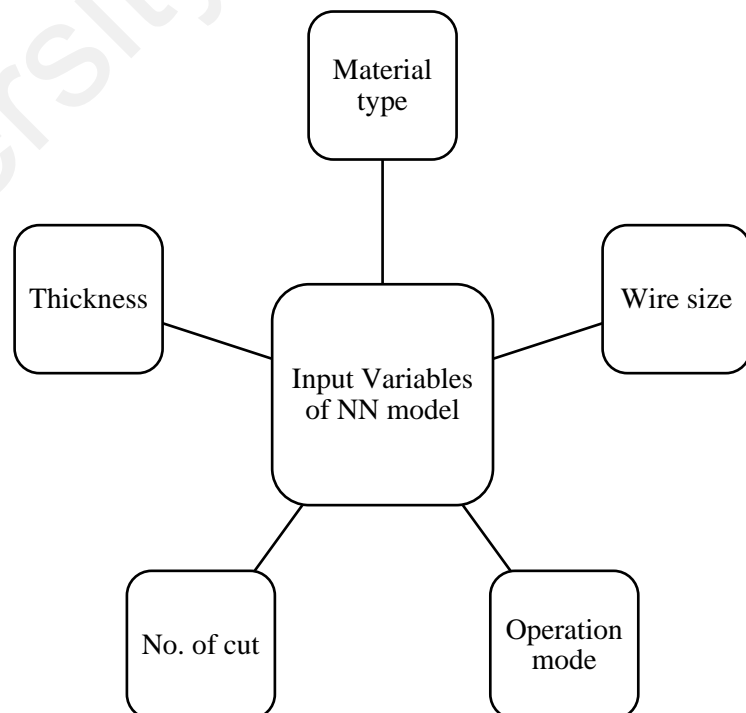 Material
type
Thickness
Wire size
Input Variables
of NN model
No. of cut
Operation
mode